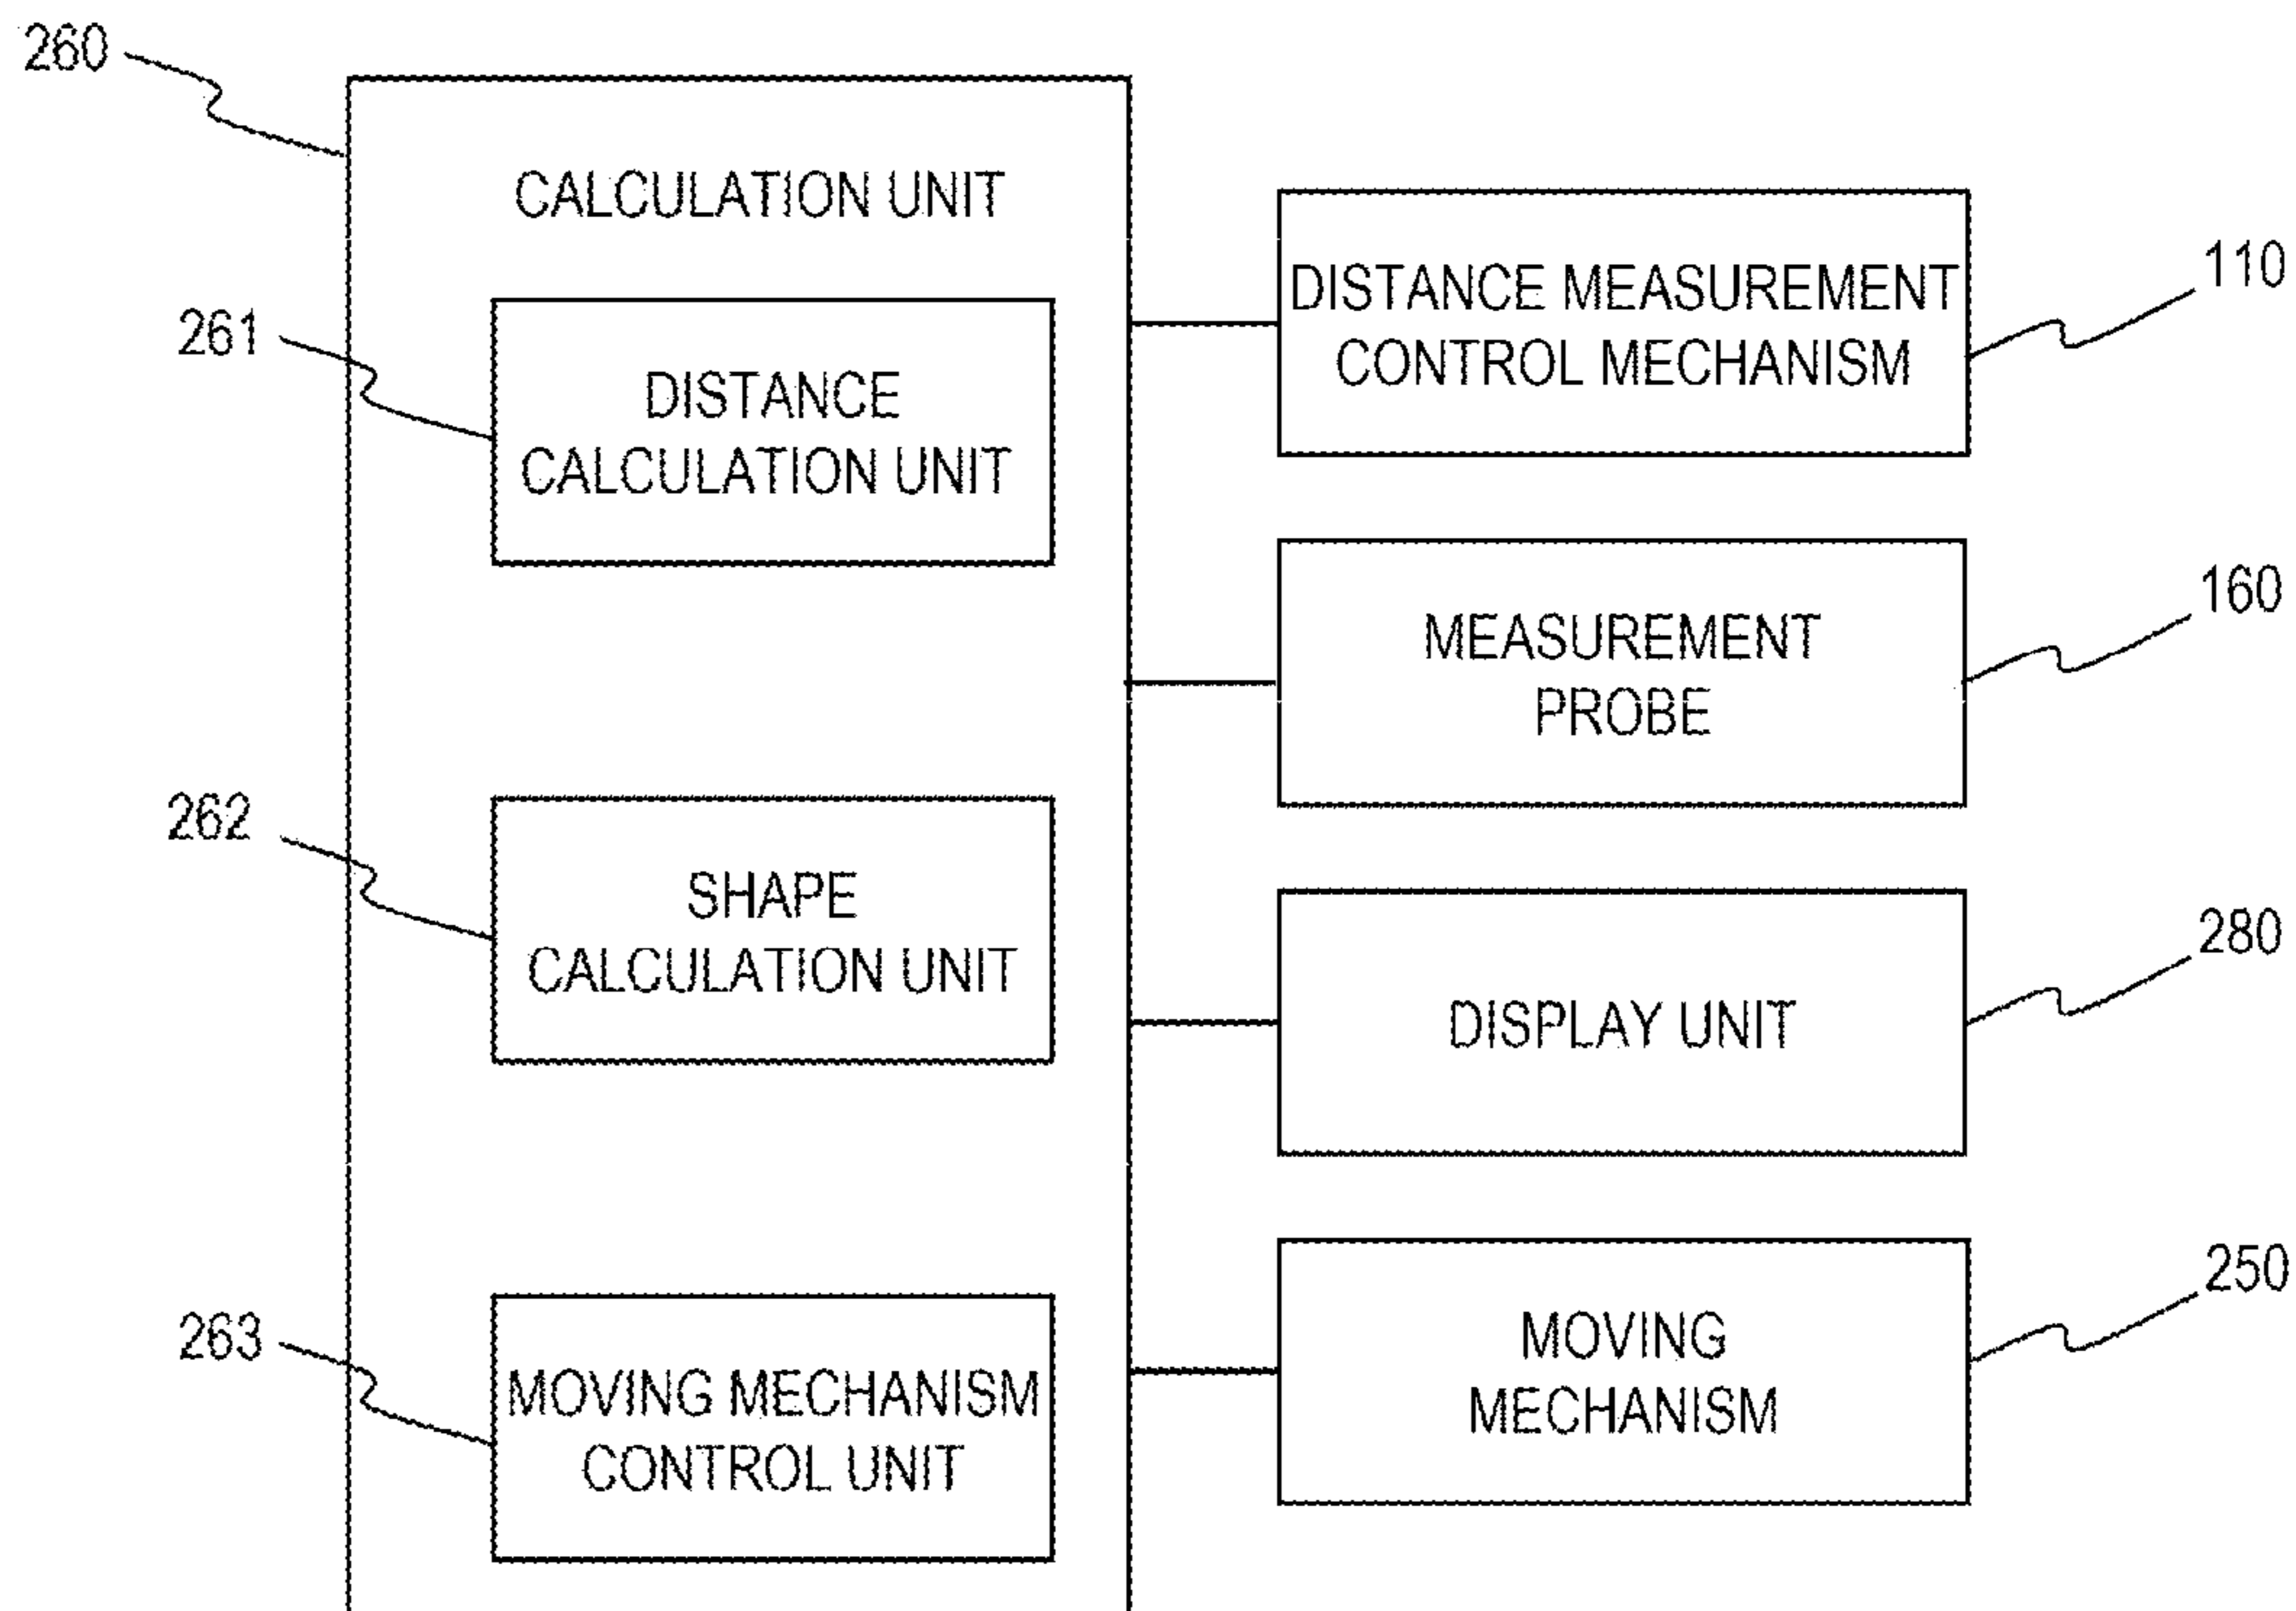 260
CALCULATION UNIT
261
DISTANCE
CALCULATION UNIT
262
SHAPE
CALCULATION UNIT
263
MOVING MECHANISM
CONTROL UNIT
DISTANCE MEASUREMENT
CONTROL MECHANISM
110
MEASUREMENT
PROBE
160
DISPLAY UNIT
280
MOVING
MECHANISM
250